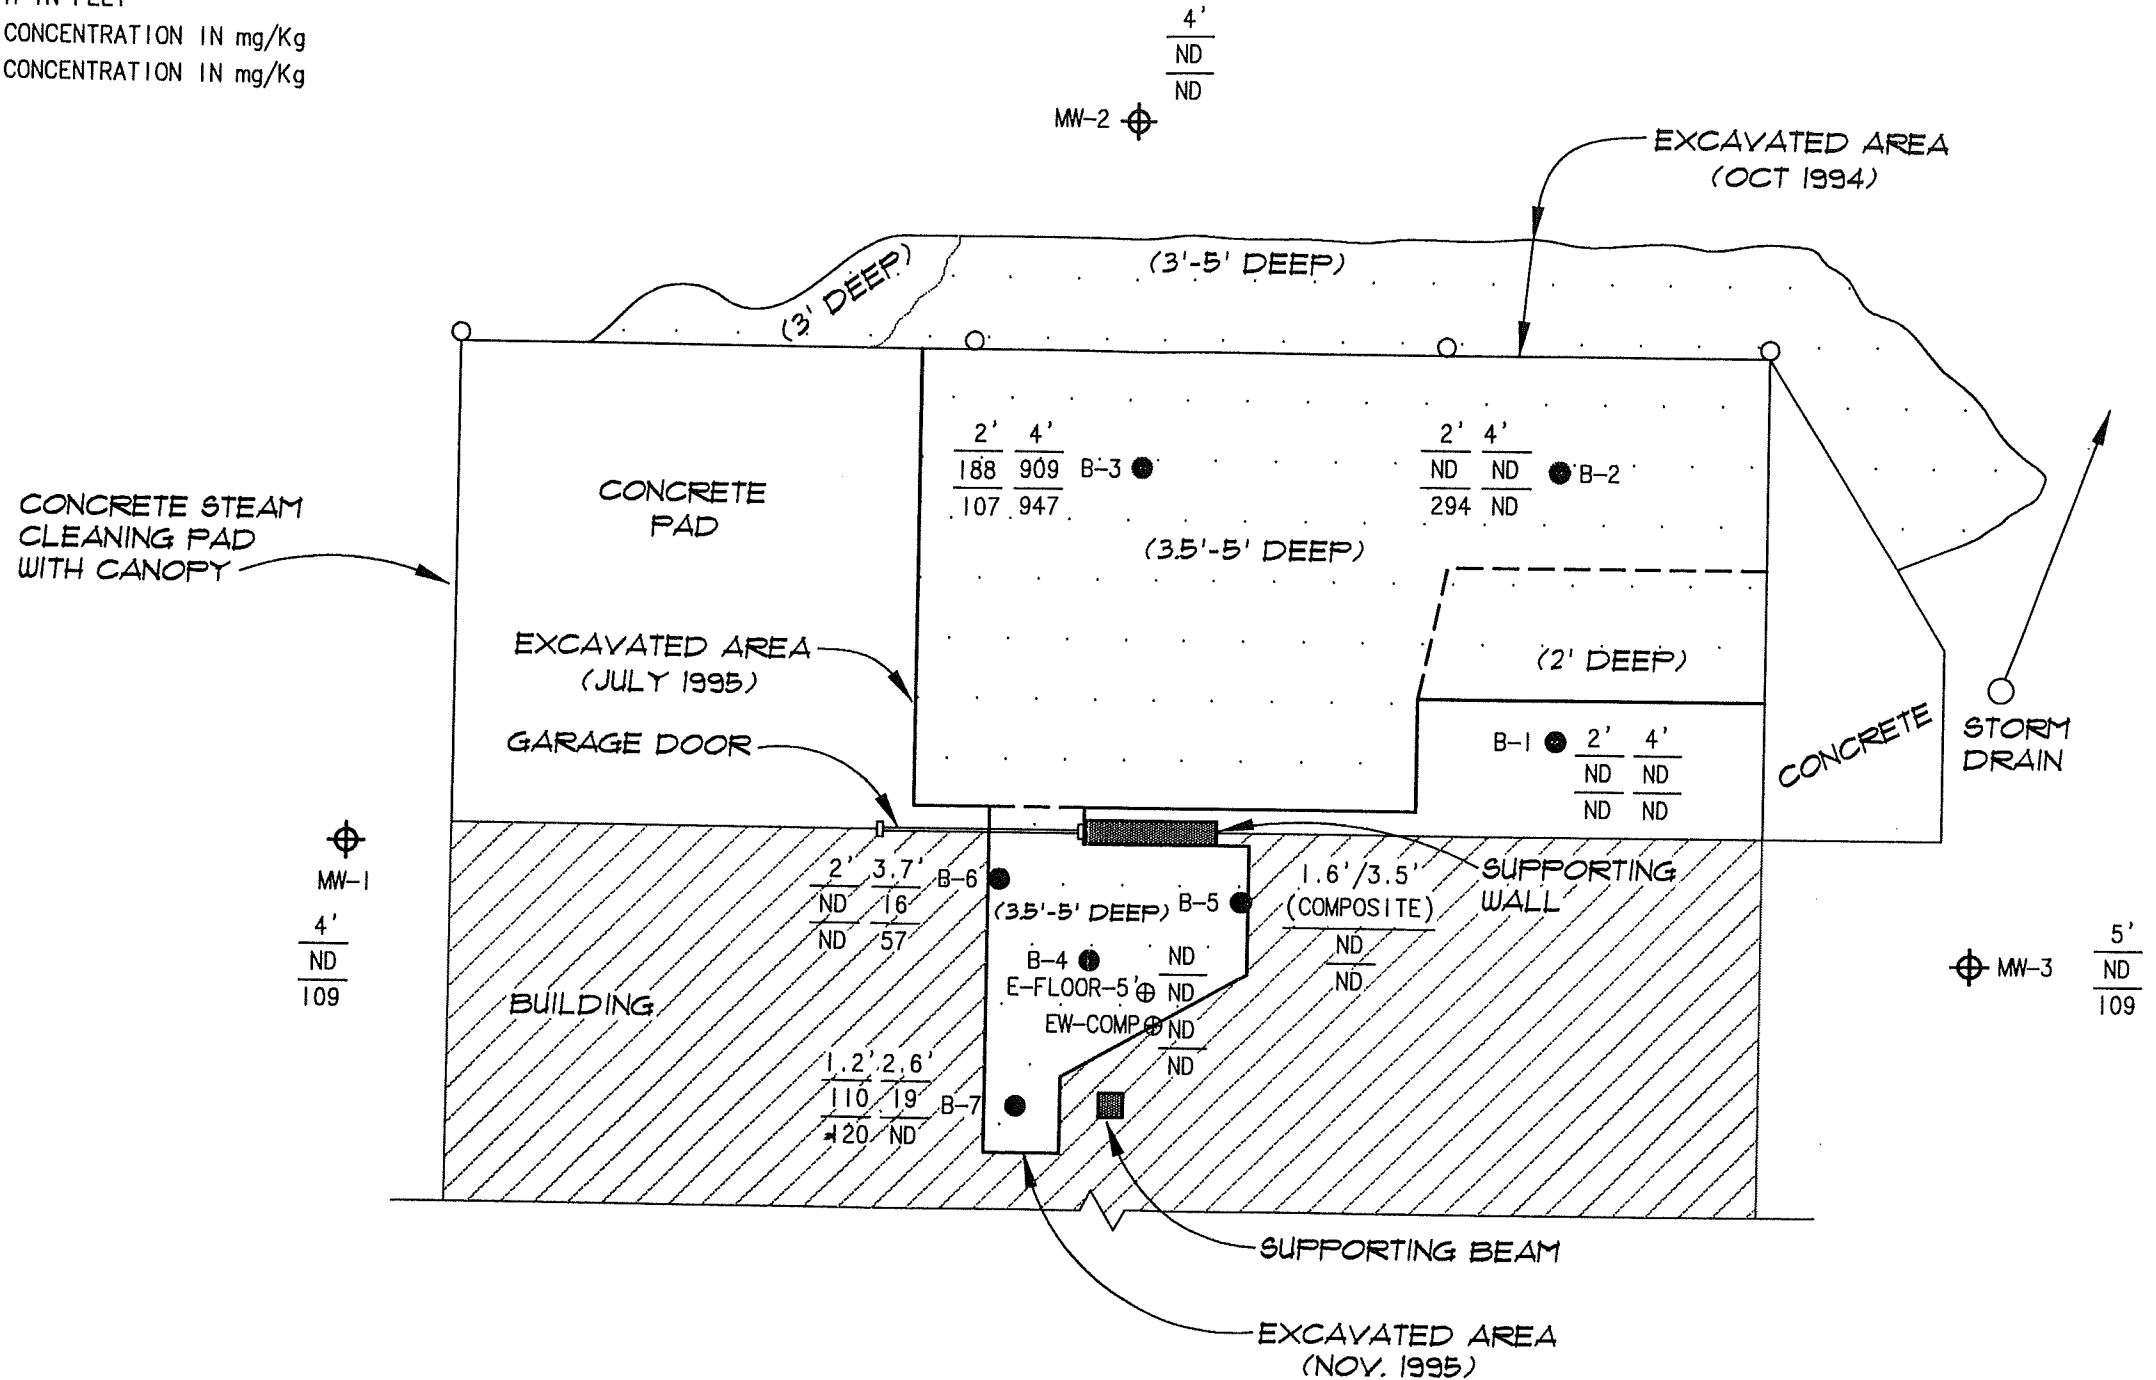 CONCENTRATION IN mg/Kg
CONCENTRATION IN mg/Kg
4'
ND
ND
MW-2
EXCAVATED AREA
(OCT 1994)
(3' DEEP)
(3'-5' DEEP)
2' 4'
188 909
107 947
B-3
2' 4'
ND ND
294 ND
B-2
CONCRETE STEAM
CLEANING PAD
WITH CANOPY
CONCRETE
PAD
(3.5'-5' DEEP)
EXCAVATED AREA
(JULY 1995)
(2' DEEP)
GARAGE DOOR
B-1
2' 4'
ND ND
ND ND
CONCRETE
STORM
DRAIN
MW-1
4'
ND
109
2' 3.7'
ND 16
ND 57
B-6
(3.5'-5' DEEP)
B-5
1.6'/3.5'
(COMPOSITE)
ND
ND
SUPPORTING
WALL
MW-3
5'
ND
109
BUILDING
B-4
E-FLOOR-5'
ND
ND
EW-COMP
ND
ND
1.2' 2.6'
110 19
*120 ND
B-7
SUPPORTING BEAM
EXCAVATED AREA
(NOV. 1995)